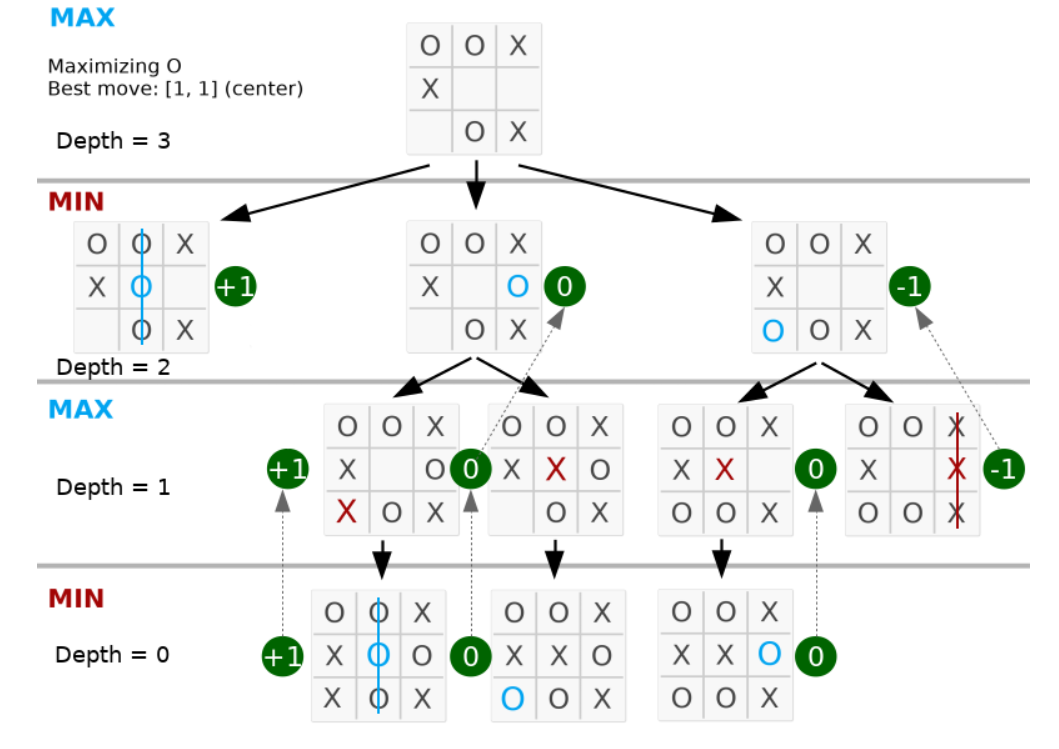 MAX
Maximizing O
Best move: [1, 1] (center)
Depth = 3
O O X
X
O X
MIN
O O X
X O
O X
+1
O O X
X O
O X
0
O O X
X
O O X
-1
Depth = 2
MAX
Depth = 1
+1
O O X
X O
X O X
0
O O X
X X O
O X
O O X
X X
O O X
0
O O X
X X
O O X
-1
MIN
Depth = 0
+1
O O X
X O O
X O X
0
O O X
X X O
O O X
O O X
X X O
O O X
0